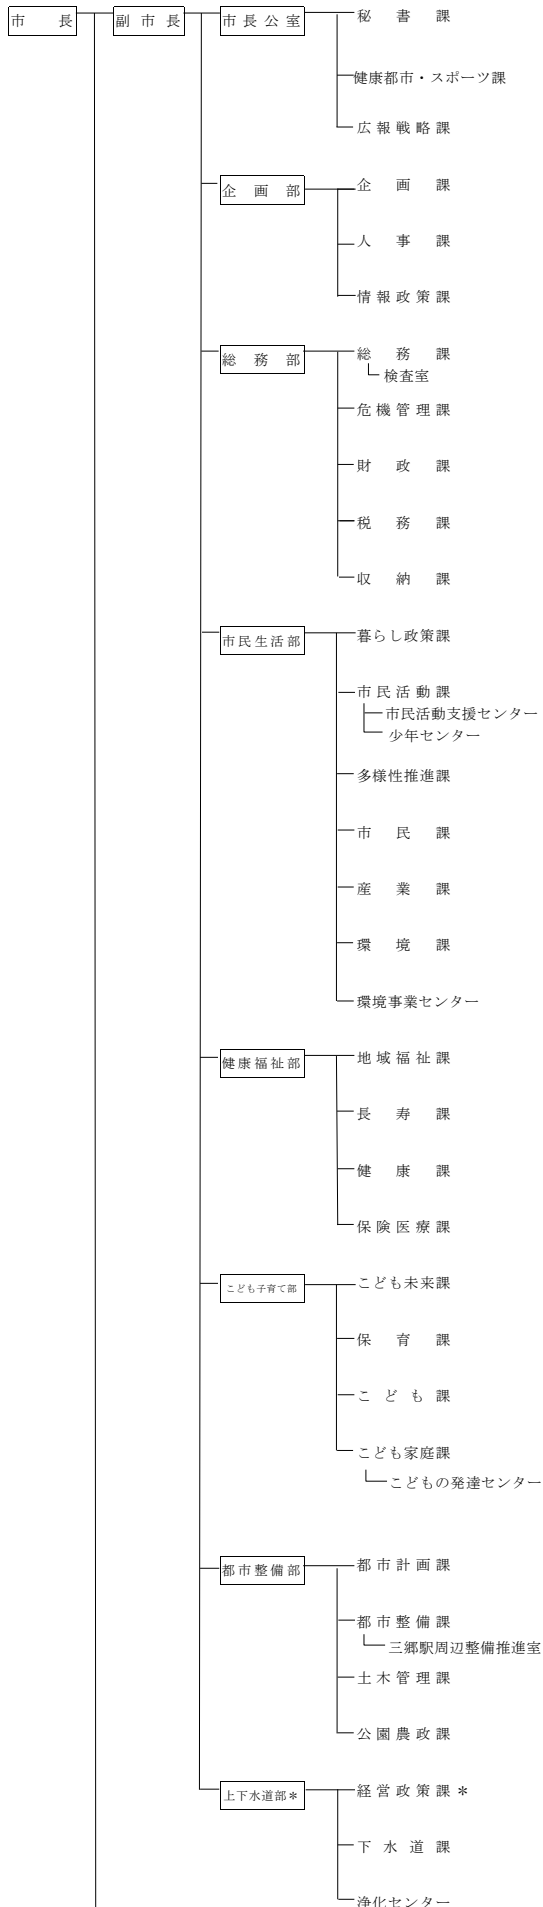 市長 副市長 市長公室 秘書課
健康都市・スポーツ課
広報戦略課
企画部 企画課
人事課
情報政策課
総務部 総務課
検査室
危機管理課
財政課
税務課
収納課
市民生活部 暮らし政策課
市民活動課
市民活動支援センター
少年センター
多様性推進課
市民課
産業課
環境課
環境事業センター
健康福祉部 地域福祉課
長寿課
健康課
保険医療課
こども子育て部 こども未来課
保育課
こども課
こども家庭課
こどもの発達センター
都市整備部 都市計画課
都市整備課
三郷駅周辺整備推進室
土木管理課
公園農政課
上下水道部＊ 経営政策課＊
下水道課
浄化センター